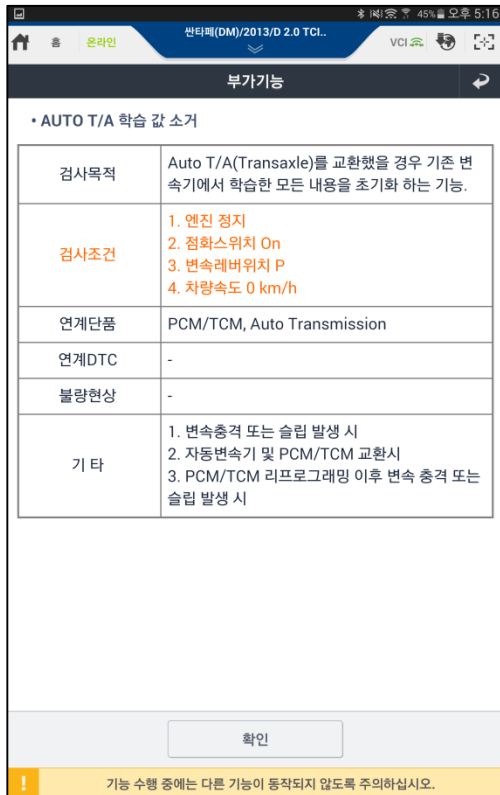 45% 오후 5:16
홈 온라인 싼타페(DM)/2013/D 2.0 TCI.. VCI
부가기능
• AUTO T/A 학습 값 소거
검사목적
Auto T/A(Transaxle)를 교환했을 경우 기존 변
속기에서 학습한 모든 내용을 초기화 하는 기능.
검사조건
1. 엔진 정지
2. 점화스위치 On
3. 변속레버위치 P
4. 차량속도 0 km/h
연계단품
PCM/TCM, Auto Transmission
연계DTC
-
불량현상
-
기 타
1. 변속충격 또는 슬립 발생 시
2. 자동변속기 및 PCM/TCM 교환시
3. PCM/TCM 리프로그래밍 이후 변속 충격 또는
슬립 발생 시
확인
! 기능 수행 중에는 다른 기능이 동작되지 않도록 주의하십시오.